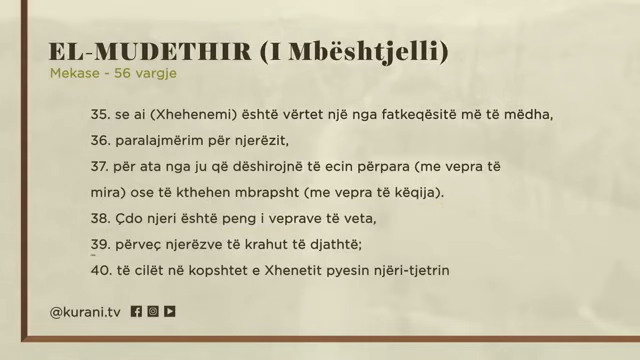 EL-MUDETHIR (I Mbështjelli)
Mekase - 56 vargje
35. se ai (Xhehenemi) është vërtet një nga fatkeqësitë më të mëdha,
36. paralajmërim për njerëzit,
37. për ata nga ju që dëshirojnë të ecin përpara (me vepra të
mira) ose të kthehen mbrapsht (me vepra të këqija).
38. Çdo njeri është peng i veprave të veta,
39. përveç njerëzve të krahut të djathtë;
40. të cilët në kopshtet e Xhenetit pyesin njëri-tjetrin
@kurani.tv